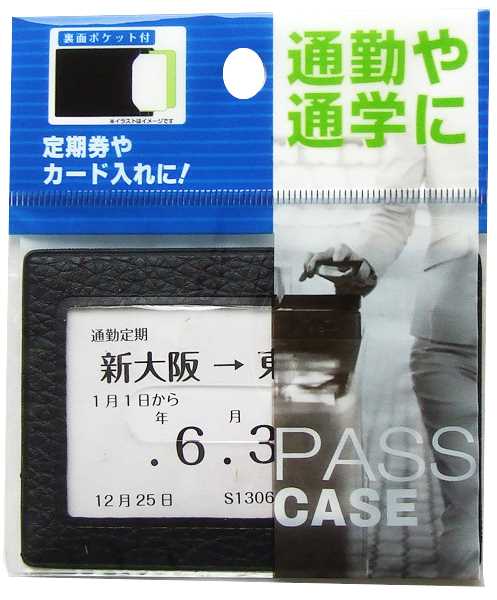 裏面ポケット付
※イラストはイメージです
定期券や
カード入れに!
通勤や
通学に
通勤定期
新大阪 → 東
1月1日から
年 月
.6.3
12月25日 S1306
PASS
CASE